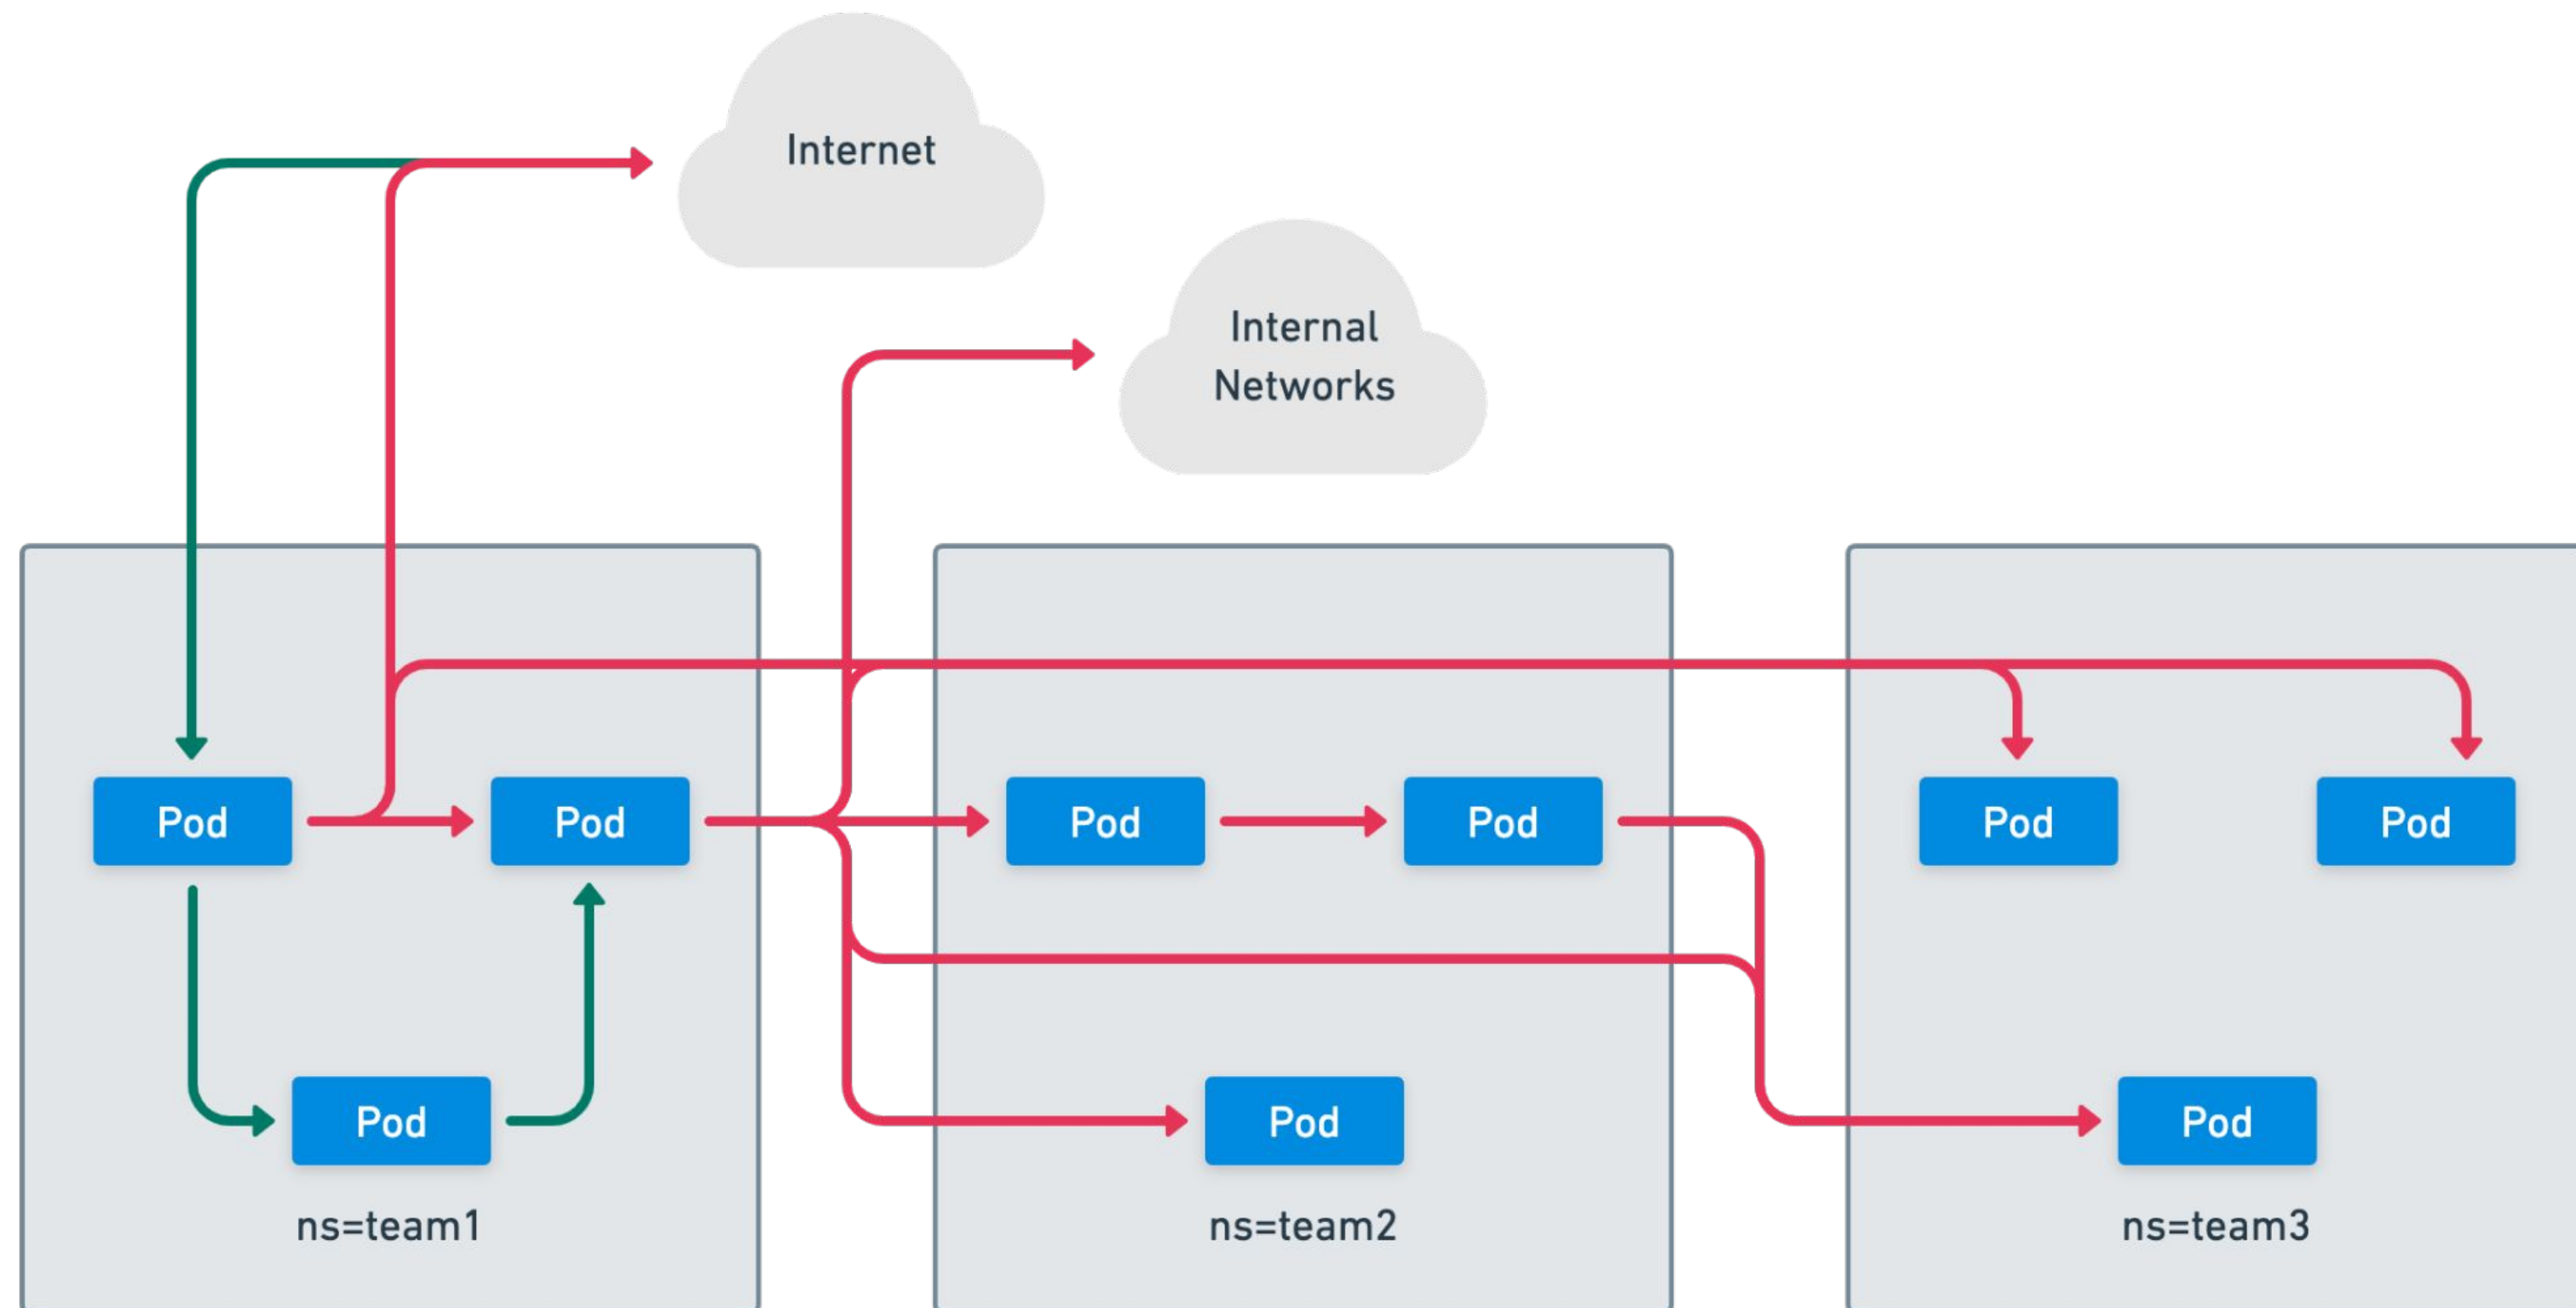 Internet
Internal
Networks
Pod
Pod
Pod
Pod
Pod
Pod
Pod
Pod
Pod
ns=team1
ns=team2
ns=team3